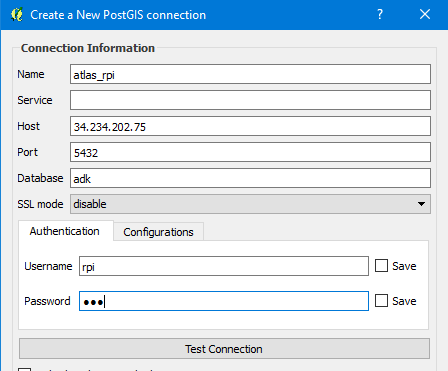 Create a New PostGIS connection
Connection Information
Name atlas_rpi
Service
Host 34.234.202.75
Port 5432
Database adk
SSL mode disable
Authentication Configurations
Username rpi Save
Password ●●● Save
Test Connection